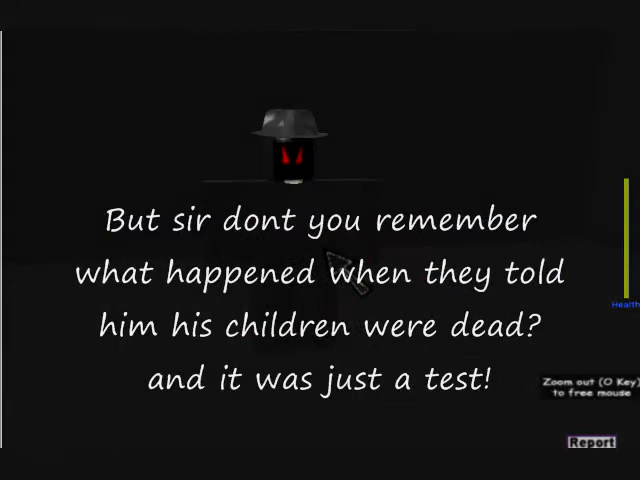 But sir dont you remember
what happened when they told
him his children were dead?
and it was just a test!
Health
Zoom out (O Key)
to free mouse
Report